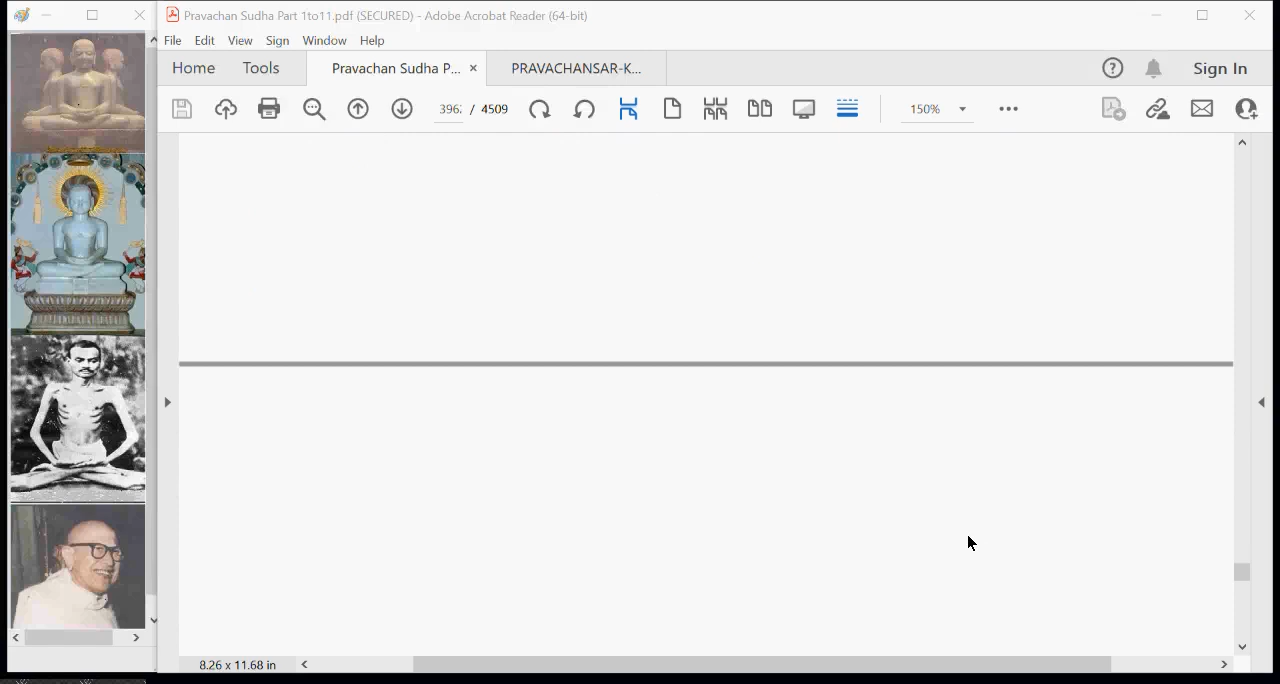 Pravachan Sudha Part 1to11.pdf (SECURED) - Adobe Acrobat Reader (64-bit)
File Edit View Sign Window Help
Home Tools Pravachan Sudha P... × PRAVACHANSAR-K... Sign In
396: / 4509 150%
8.26 x 11.68 in